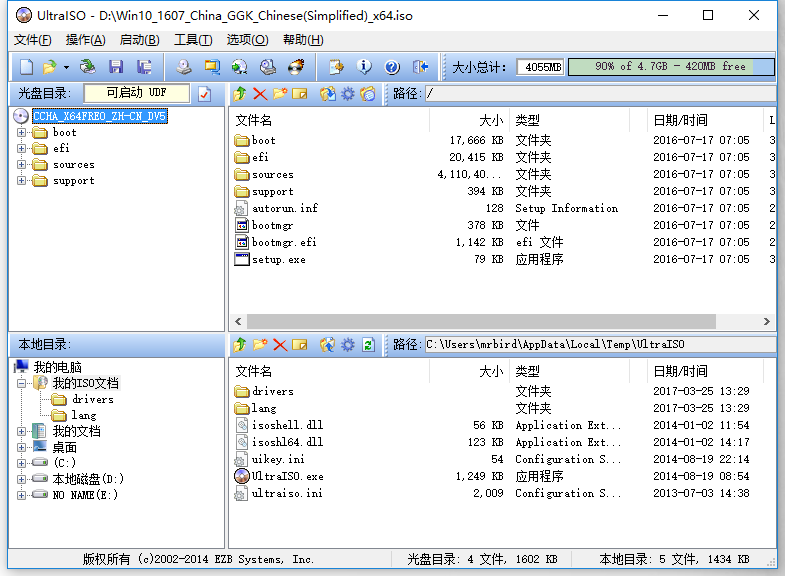 UltraISO - D:\Win10_1607_China_GGK_Chinese(Simplified)_x64.iso
文件(F) 操作(A) 启动(B) 工具(T) 选项(O) 帮助(H)
大小总计: 4055MB 90% of 4.7GB - 420MB free
光盘目录: 可启动 UDF 路径: /
CCHA_X64FREO_ZH-CN_DV5
boot
efi
sources
support
文件名 大小 类型 日期/时间 L
boot 17,666 KB 文件夹 2016-07-17 07:05 3
efi 20,415 KB 文件夹 2016-07-17 07:05 3
sources 4,110,40... 文件夹 2016-07-17 07:05 3
support 394 KB 文件夹 2016-07-17 07:05 3
autorun.inf 128 Setup Information 2016-07-17 07:05 2
bootmgr 378 KB 文件 2016-07-17 07:05 2
bootmgr.efi 1,142 KB efi 文件 2016-07-17 07:05 2
setup.exe 79 KB 应用程序 2016-07-17 07:05 3
本地目录: 路径: C:\Users\mrbird\AppData\Local\Temp\UltraISO
我的电脑
我的ISO文档
drivers
lang
我的文档
桌面
(C:)
本地磁盘(D:)
NO NAME(E:)
文件名 大小 类型 日期/时间
drivers 文件夹 2017-03-25 13:29
lang 文件夹 2017-03-25 13:29
isoshell.dll 56 KB Application Ext... 2014-01-02 11:54
isoshl64.dll 123 KB Application Ext... 2014-01-02 14:17
uikey.ini 54 Configuration S... 2014-08-19 22:14
UltraISO.exe 1,249 KB 应用程序 2014-08-19 08:54
ultraiso.ini 2,009 Configuration S... 2013-07-03 14:38
版权所有 (c)2002-2014 EZB Systems, Inc. 光盘目录: 4 文件, 1602 KB 本地目录: 5 文件, 1434 KB